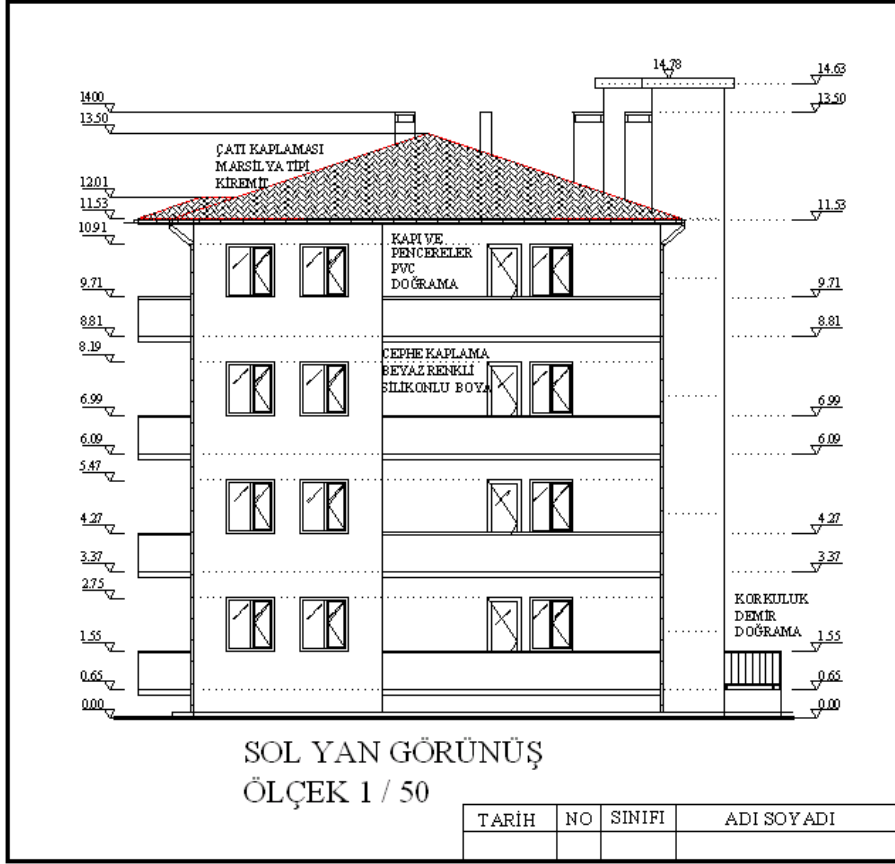 14.78
14.63
1400
13.50
13.50
ÇATI KAPLAMASI
MARSİLYA TİPİ
KİREMİT
12.01
11.53
11.53
10.91
KAPI VE
PENCERELER
PVC
DOĞRAMA
9.71
9.71
8.81
8.81
8.19
CEPHE KAPLAMA
BEYAZ RENKLİ
SİLİKONLU BOYA
6.99
6.99
6.09
6.09
5.47
4.27
4.27
3.37
3.37
2.75
KORKULUK
DEMİR
DOĞRAMA
1.55
1.55
0.65
0.65
0.00
0.00
SOL YAN GÖRÜNÜŞ
ÖLÇEK 1 / 50
TARİH NO SINIFI ADI SOYADI